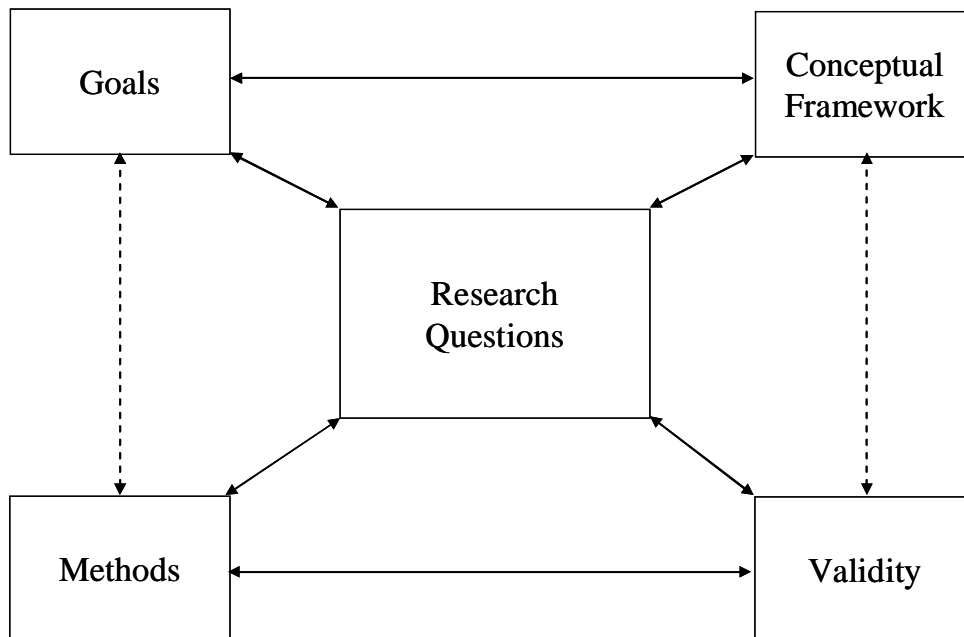 Goals
Conceptual
Framework
Research
Questions
Methods
Validity